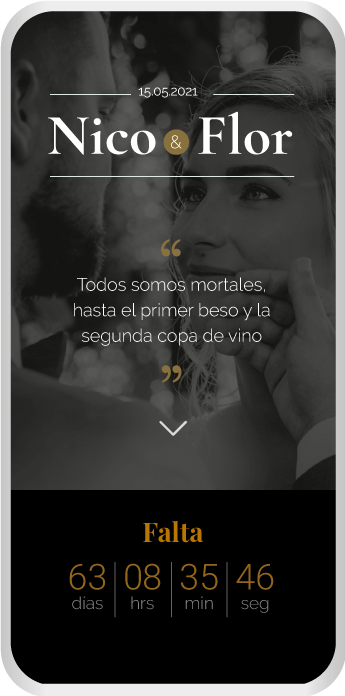 15.05.2021
Nico & Flor
“
Todos somos mortales,
hasta el primer beso y la
segunda copa de vino
”
Falta
63 08 35 46
días hrs min seg